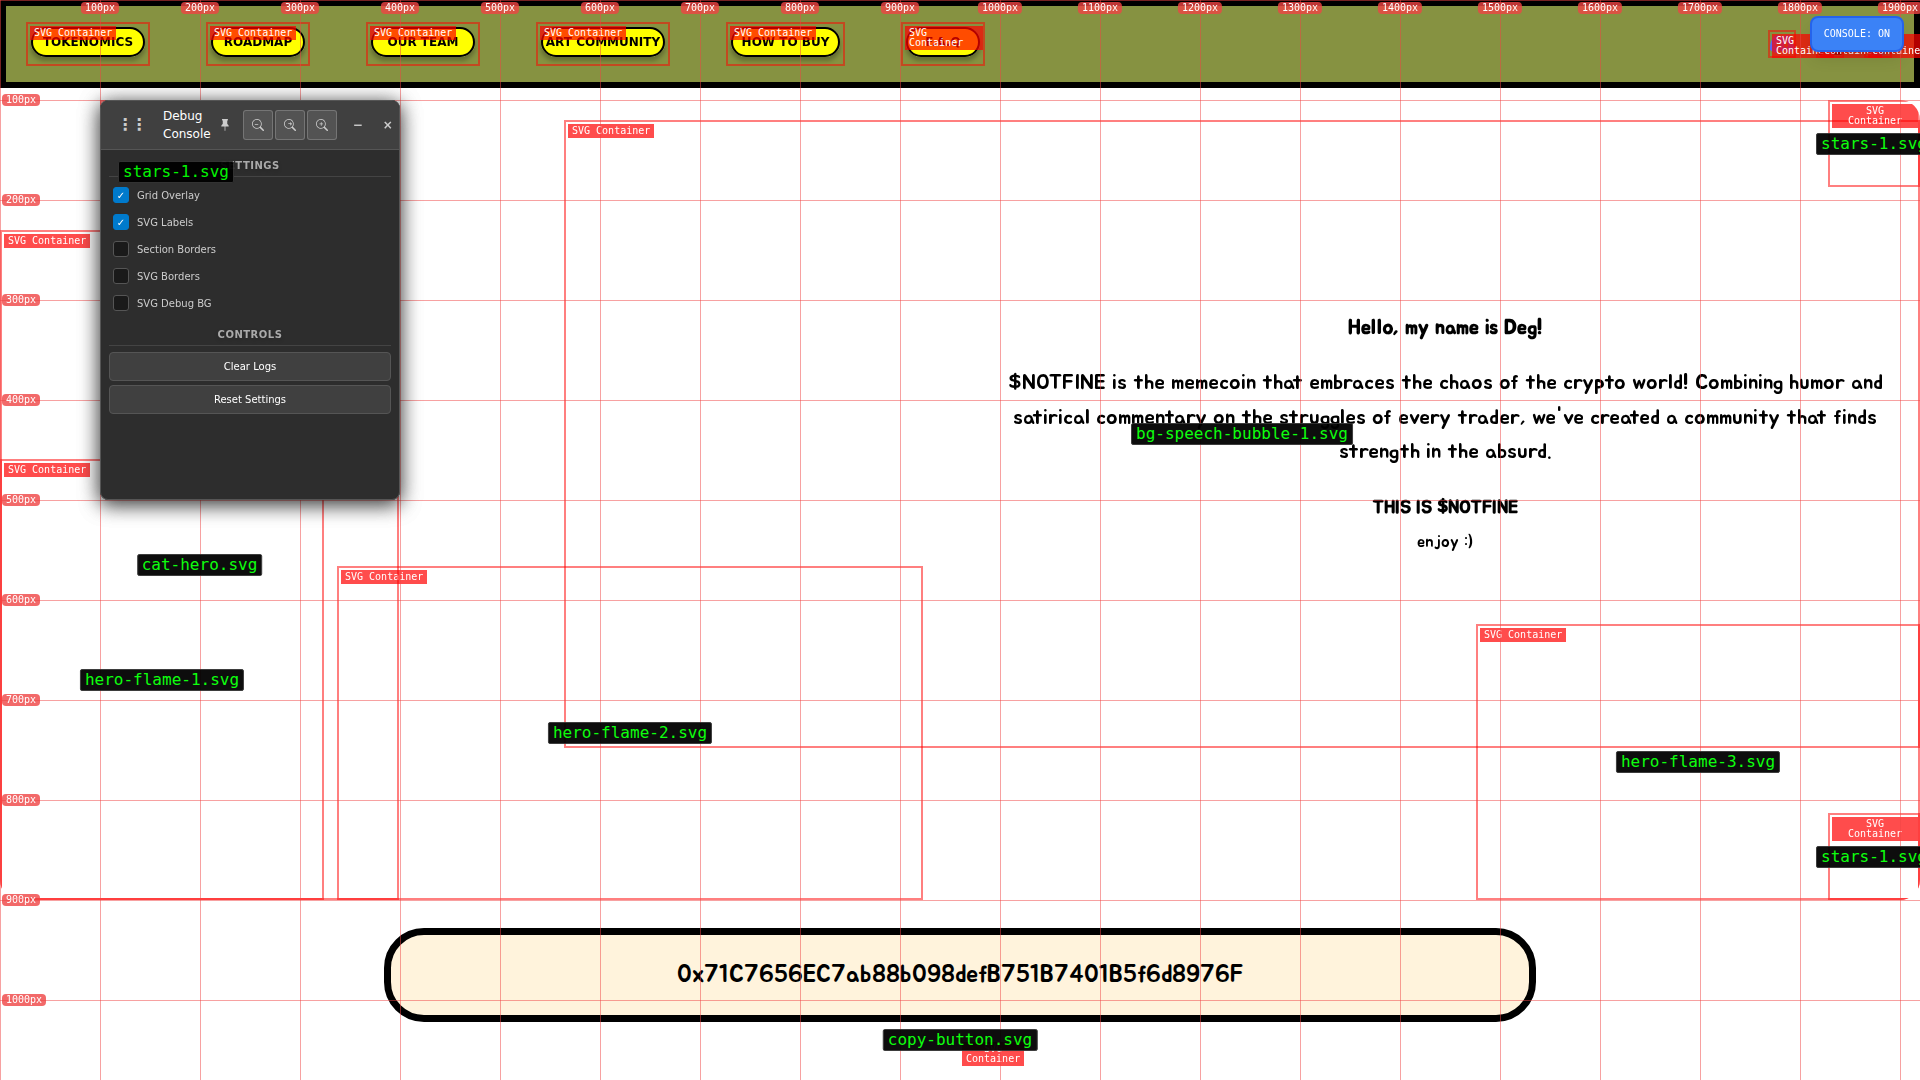 100px
200px
300px
400px
500px
600px
700px
800px
900px
1000px
1100px
1200px
1300px
1400px
1500px
1600px
1700px
1800px
1900px
SVG Container
TOKENOMICS
SVG Container
ROADMAP
SVG Container
OUR TEAM
SVG Container
ART COMMUNITY
SVG Container
HOW TO BUY
SVG
Container
SVG
CONSOLE: ON
100px
200px
300px
400px
500px
600px
700px
800px
900px
1000px
Debug
Console
stars-1.svg
Grid Overlay
SVG Labels
Section Borders
SVG Borders
SVG Debug BG
CONTROLS
Clear Logs
Reset Settings
SVG Container
SVG Container
SVG Container
SVG
Container
stars-1.svg
Hello, my name is Deg!
$NOTFINE is the memecoin that embraces the chaos of the crypto world! Combining humor and
satirical commentary on the struggles of every trader, we've created a community that finds
bg-speech-bubble-1.svg
strength in the absurd.
THIS IS $NOTFINE
enjoy :)
cat-hero.svg
SVG Container
SVG Container
hero-flame-1.svg
hero-flame-2.svg
hero-flame-3.svg
SVG
Container
stars-1.svg
0x71C7656EC7ab88b098defB751B7401B5f6d8976F
copy-button.svg
Container